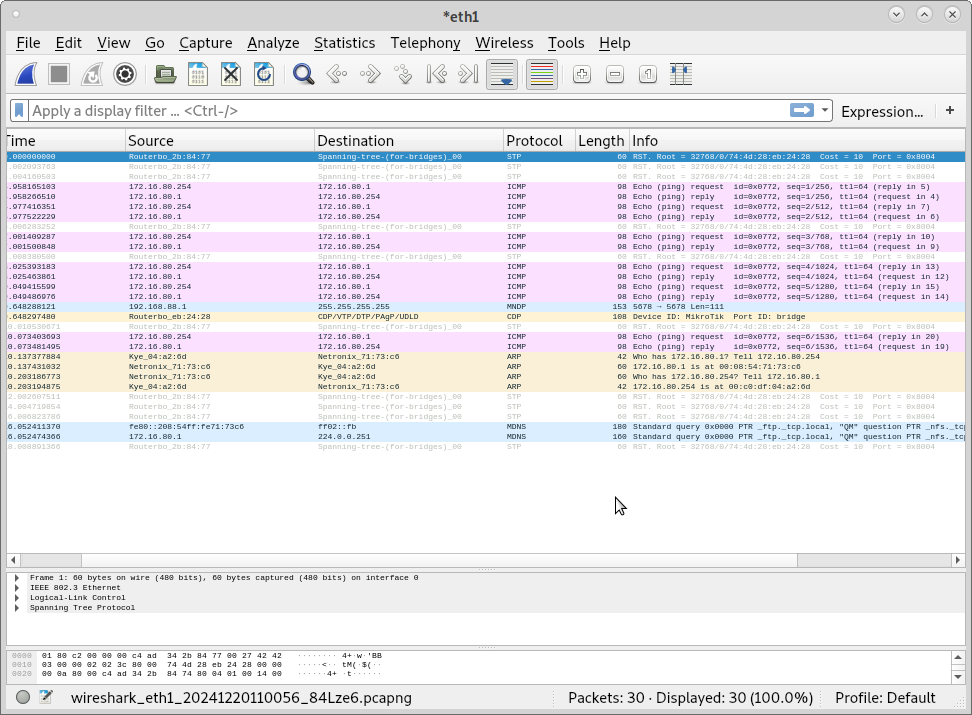 *eth1
File Edit View Go Capture Analyze Statistics Telephony Wireless Tools Help
Apply a display filter ... <Ctrl-/> Expression... +
Time Source Destination Protocol Length Info
.000000000 Routerbo_2b:84:77 Spanning-tree-(for-bridges)_00 STP 60 RST. Root = 32768/0/74:4d:28:eb:24:28 Cost = 10 Port = 0x8004
.002093763 Routerbo_2b:84:77 Spanning-tree-(for-bridges)_00 STP 60 RST. Root = 32768/0/74:4d:28:eb:24:28 Cost = 10 Port = 0x8004
.004160503 Routerbo_2b:84:77 Spanning-tree-(for-bridges)_00 STP 60 RST. Root = 32768/0/74:4d:28:eb:24:28 Cost = 10 Port = 0x8004
.958165103 172.16.80.254 172.16.80.1 ICMP 98 Echo (ping) request id=0x0772, seq=1/256, ttl=64 (reply in 5)
.958266510 172.16.80.1 172.16.80.254 ICMP 98 Echo (ping) reply id=0x0772, seq=1/256, ttl=64 (request in 4)
.977416351 172.16.80.254 172.16.80.1 ICMP 98 Echo (ping) request id=0x0772, seq=2/512, ttl=64 (reply in 7)
.977522229 172.16.80.1 172.16.80.254 ICMP 98 Echo (ping) reply id=0x0772, seq=2/512, ttl=64 (request in 6)
.006283252 Routerbo_2b:84:77 Spanning-tree-(for-bridges)_00 STP 60 RST. Root = 32768/0/74:4d:28:eb:24:28 Cost = 10 Port = 0x8004
.001409287 172.16.80.254 172.16.80.1 ICMP 98 Echo (ping) request id=0x0772, seq=3/768, ttl=64 (reply in 10)
.001500848 172.16.80.1 172.16.80.254 ICMP 98 Echo (ping) reply id=0x0772, seq=3/768, ttl=64 (request in 9)
.008380500 Routerbo_2b:84:77 Spanning-tree-(for-bridges)_00 STP 60 RST. Root = 32768/0/74:4d:28:eb:24:28 Cost = 10 Port = 0x8004
.025393183 172.16.80.254 172.16.80.1 ICMP 98 Echo (ping) request id=0x0772, seq=4/1024, ttl=64 (reply in 13)
.025463861 172.16.80.1 172.16.80.254 ICMP 98 Echo (ping) reply id=0x0772, seq=4/1024, ttl=64 (request in 12)
.049415599 172.16.80.254 172.16.80.1 ICMP 98 Echo (ping) request id=0x0772, seq=5/1280, ttl=64 (reply in 15)
.049486976 172.16.80.1 172.16.80.254 ICMP 98 Echo (ping) reply id=0x0772, seq=5/1280, ttl=64 (request in 14)
.648288121 192.168.88.1 255.255.255.255 MNDP 153 5678 → 5678 Len=111
.648297480 Routerbo_eb:24:28 CDP/VTP/DTP/PAgP/UDLD CDP 108 Device ID: MikroTik Port ID: bridge
0.010530671 Routerbo_2b:84:77 Spanning-tree-(for-bridges)_00 STP 60 RST. Root = 32768/0/74:4d:28:eb:24:28 Cost = 10 Port = 0x8004
0.073403693 172.16.80.254 172.16.80.1 ICMP 98 Echo (ping) request id=0x0772, seq=6/1536, ttl=64 (reply in 20)
0.073481495 172.16.80.1 172.16.80.254 ICMP 98 Echo (ping) reply id=0x0772, seq=6/1536, ttl=64 (request in 19)
0.137377884 Kye_04:a2:6d Netronix_71:73:c6 ARP 42 Who has 172.16.80.1? Tell 172.16.80.254
0.137431032 Netronix_71:73:c6 Kye_04:a2:6d ARP 60 172.16.80.1 is at 00:08:54:71:73:c6
0.203186773 Netronix_71:73:c6 Kye_04:a2:6d ARP 60 Who has 172.16.80.254? Tell 172.16.80.1
0.203194875 Kye_04:a2:6d Netronix_71:73:c6 ARP 42 172.16.80.254 is at 00:c0:df:04:a2:6d
2.002607511 Routerbo_2b:84:77 Spanning-tree-(for-bridges)_00 STP 60 RST. Root = 32768/0/74:4d:28:eb:24:28 Cost = 10 Port = 0x8004
4.004719854 Routerbo_2b:84:77 Spanning-tree-(for-bridges)_00 STP 60 RST. Root = 32768/0/74:4d:28:eb:24:28 Cost = 10 Port = 0x8004
6.006823786 Routerbo_2b:84:77 Spanning-tree-(for-bridges)_00 STP 60 RST. Root = 32768/0/74:4d:28:eb:24:28 Cost = 10 Port = 0x8004
6.052411370 fe80::208:54ff:fe71:73c6 ff02::fb MDNS 180 Standard query 0x0000 PTR _ftp._tcp.local, "QM" question PTR _nfs._tcp
6.052474366 172.16.80.1 224.0.0.251 MDNS 160 Standard query 0x0000 PTR _ftp._tcp.local, "QM" question PTR _nfs._tcp
8.008891366 Routerbo_2b:84:77 Spanning-tree-(for-bridges)_00 STP 60 RST. Root = 32768/0/74:4d:28:eb:24:28 Cost = 10 Port = 0x8004
Frame 1: 60 bytes on wire (480 bits), 60 bytes captured (480 bits) on interface 0
IEEE 802.3 Ethernet
Logical-Link Control
Spanning Tree Protocol
0000 01 80 c2 00 00 00 c4 ad 34 2b 84 77 00 27 42 42 ········ 4+·w·'BB
0010 03 00 00 02 02 3c 80 00 74 4d 28 eb 24 28 00 00 ·····<·· tM(·$(··
0020 00 0a 80 00 c4 ad 34 2b 84 74 80 04 01 00 14 00 ······4+ ·t······
wireshark_eth1_20241220110056_84Lze6.pcapng Packets: 30 · Displayed: 30 (100.0%) Profile: Default